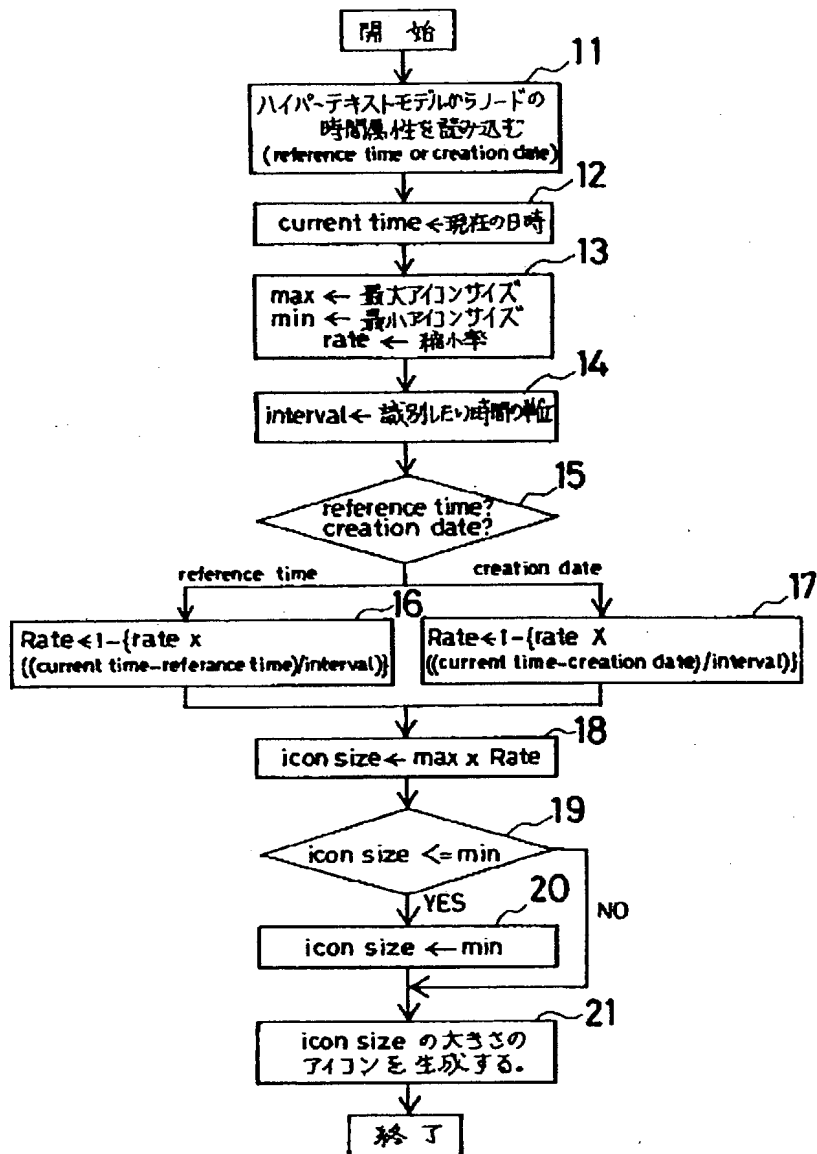 開 始
11
ハイパーテキストモデルからノードの
時間属性を読み込む
(reference time or creation date)
12
current time ← 現在の日時
13
max ← 最大アイコンサイズ
min ← 最小アイコンサイズ
rate ← 縮小率
14
interval ← 識別したい時間の単位
15
reference time?
creation date?
reference time
creation date
16
Rate ← 1-{rate x
((current time-referance time)/interval)}
17
Rate ← 1-{rate X
((current time-creation date)/interval)}
18
icon size ← max x Rate
19
icon size <= min
YES
NO
20
icon size ← min
21
icon size の大きさの
アイコンを生成する。
終 了